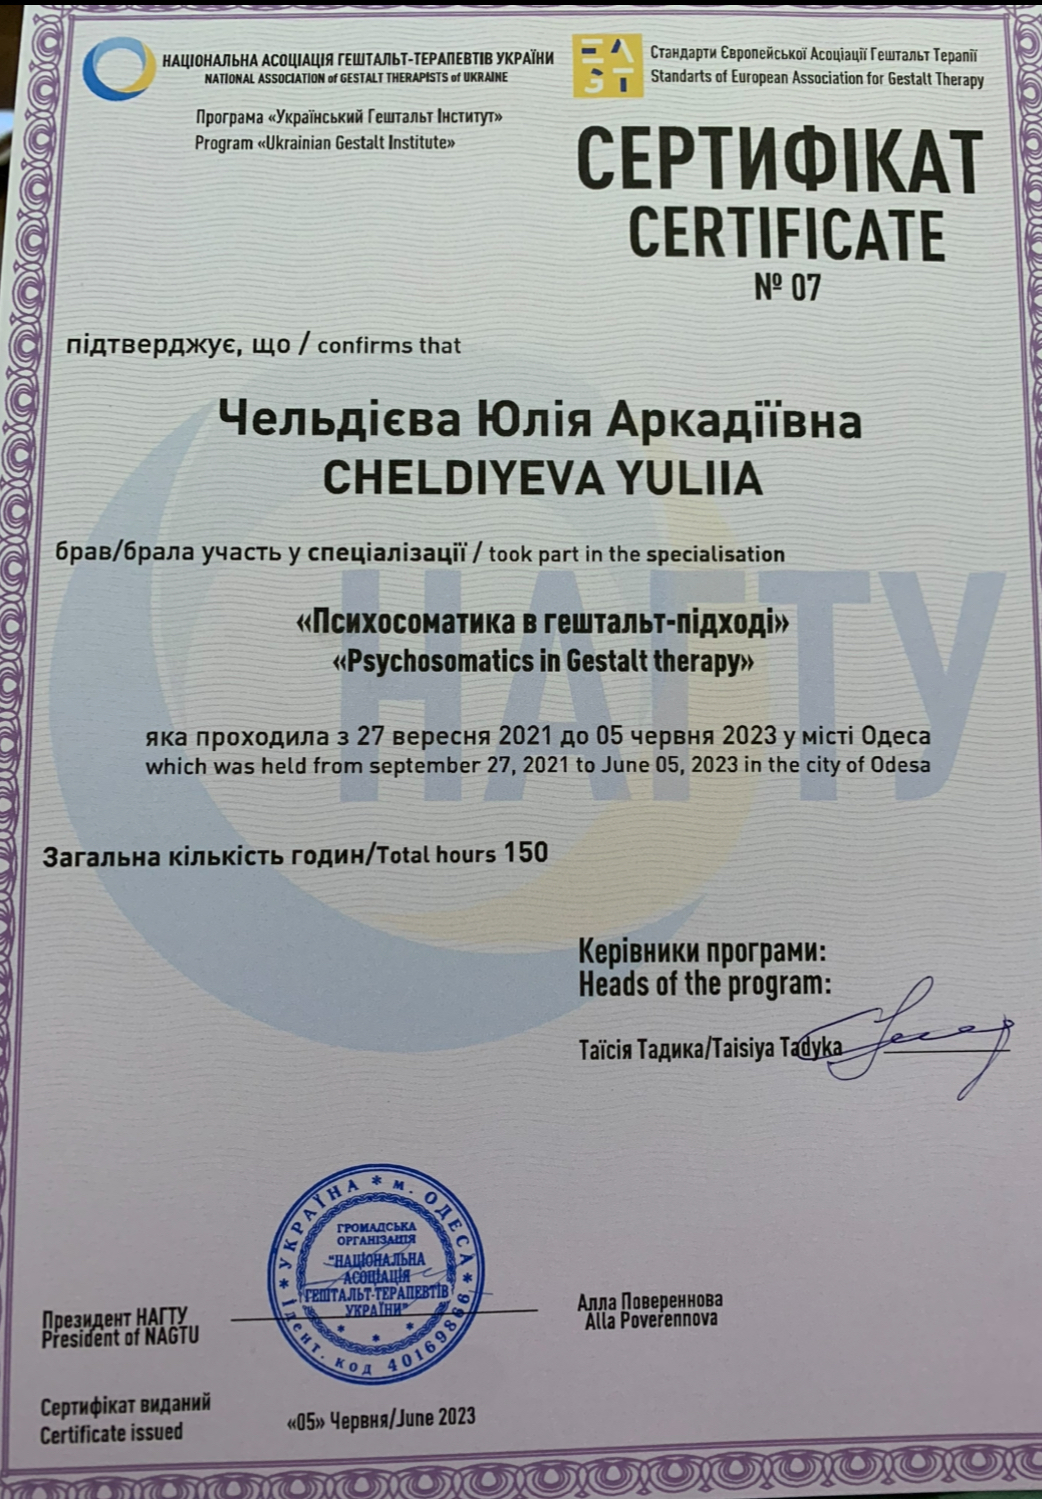 НАЦІОНАЛЬНА АСОЦІАЦІЯ ГЕШТАЛЬТ-ТЕРАПЕВТІВ УКРАЇНИ
NATIONAL ASSOCIATION of GESTALT THERAPISTS of UKRAINE
Програма «Український Гештальт Інститут»
Program «Ukrainian Gestalt Institute»
EAST
Стандарти Європейської Асоціації Гештальт Терапії
Standarts of European Association for Gestalt Therapy
СЕРТИФІКАТ
CERTIFICATE
№ 07
підтверджує, що / confirms that
Чельдієва Юлія Аркадіївна
CHELDIYEVA YULIIA
брав/брала участь у спеціалізації / took part in the specialisation
НАГТУ
«Психосоматика в гештальт-підході»
«Psychosomatics in Gestalt therapy»
яка проходила з 27 вересня 2021 до 05 червня 2023 у місті Одеса
which was held from september 27, 2021 to June 05, 2023 in the city of Odesa
Загальна кількість годин/Total hours 150
Керівники програми:
Heads of the program:
Таїсія Тадика/Taisiya Tadyka
* УКРАЇНА * м. ОДЕСА *
Ідент. код 40169866
ГРОМАДСЬКА
ОРГАНІЗАЦІЯ
"НАЦІОНАЛЬНА
АСОЦІАЦІЯ
ГЕШТАЛЬТ-ТЕРАПЕВТІВ
УКРАЇНИ"
Президент НАГТУ
President of NAGTU
Алла Повереннова
Alla Poverennova
Сертифікат виданий
Certificate issued
«05» Червня/June 2023